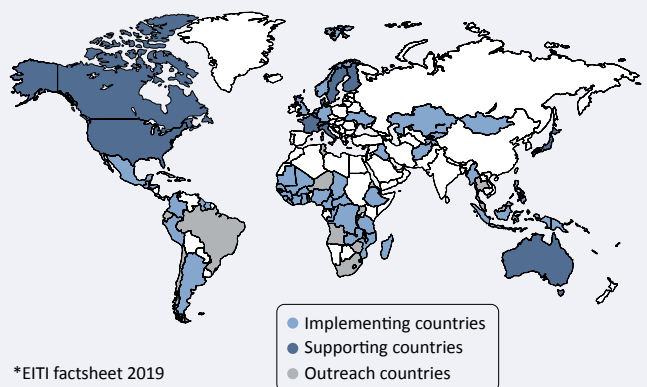 Implementing countries
Supporting countries
Outreach countries
*EITI factsheet 2019